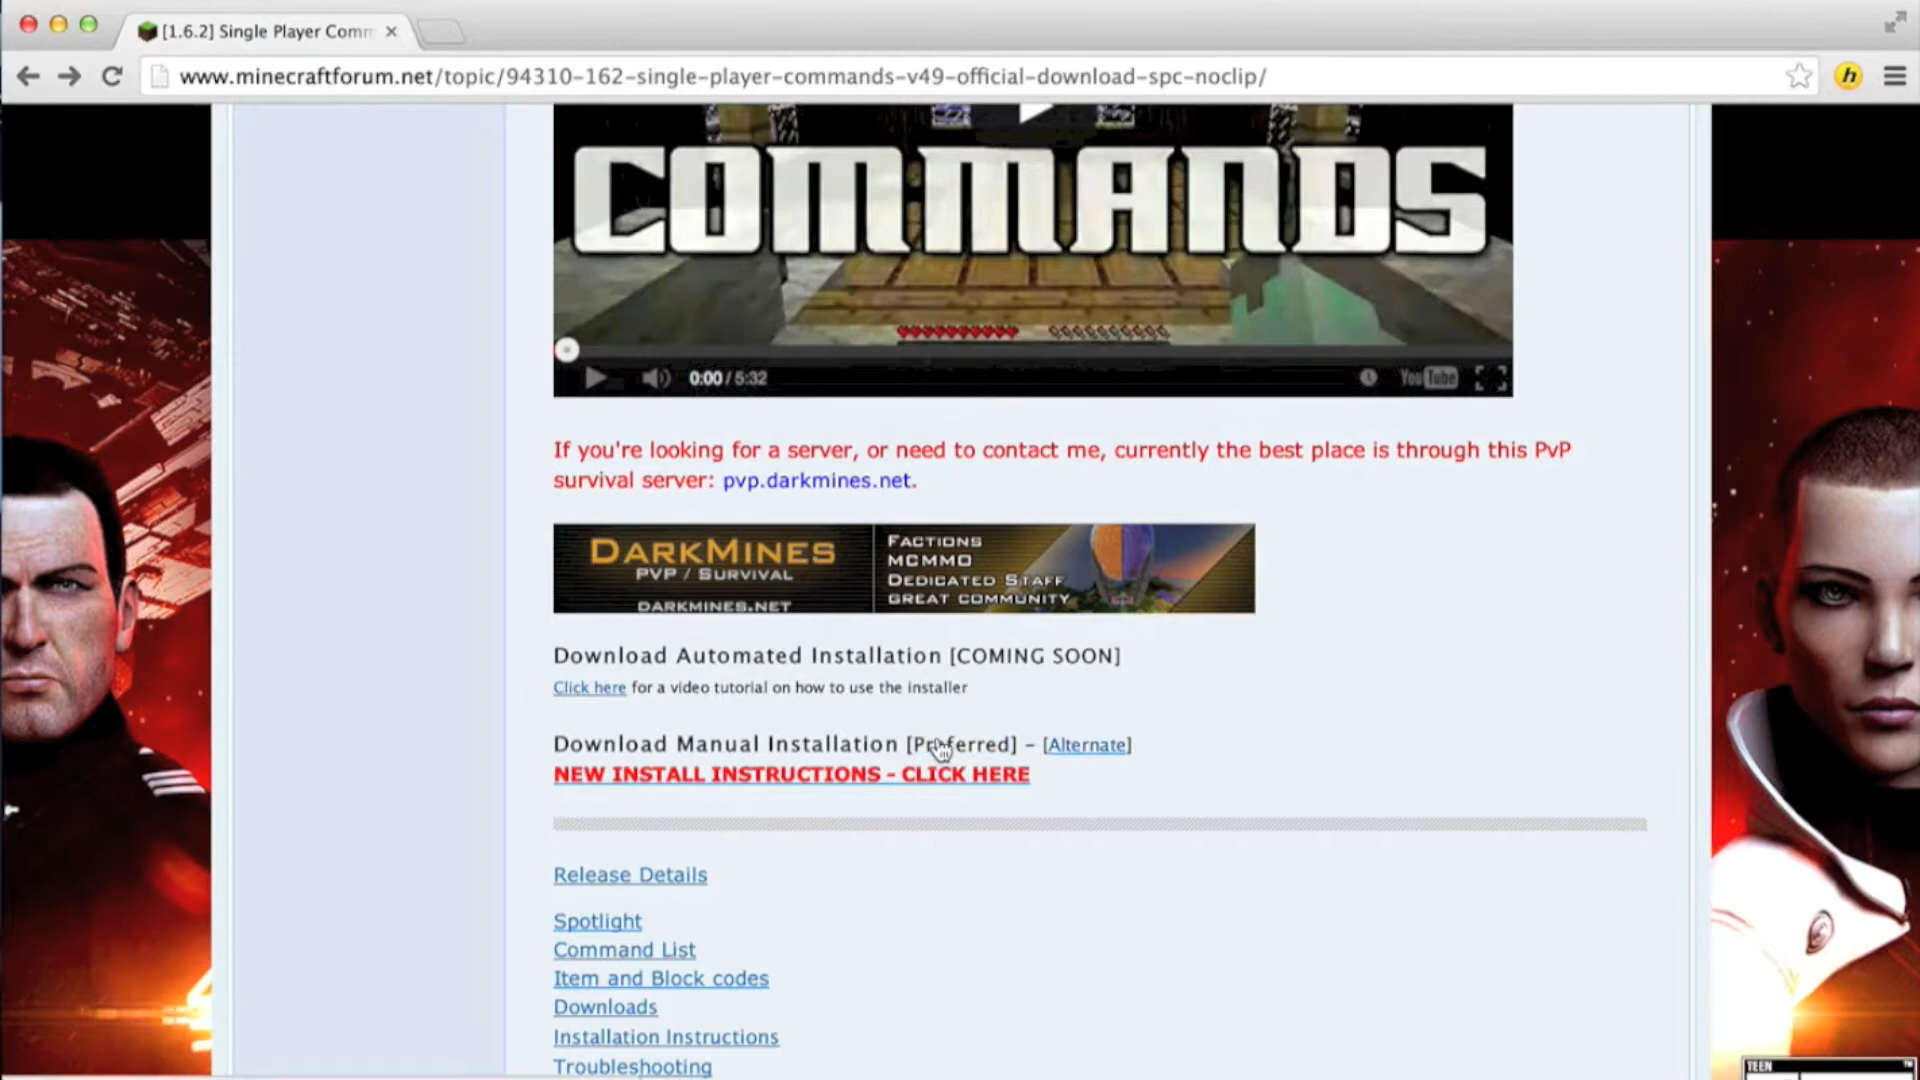 [1.6.2] Single Player Comm
www.minecraftforum.net/topic/94310-162-single-player-commands-v49-official-download-spc-noclip/
h
COMMANDS
0:00 / 5:32
YouTube
If you're looking for a server, or need to contact me, currently the best place is through this PvP
survival server: pvp.darkmines.net.
DARKMINES
PVP / SURVIVAL
DARKMINES.NET
FACTIONS
MCMMO
DEDICATED STAFF
GREAT COMMUNITY
Download Automated Installation [COMING SOON]
Click here for a video tutorial on how to use the installer
Download Manual Installation [Preferred] - [Alternate]
NEW INSTALL INSTRUCTIONS - CLICK HERE
Release Details
Spotlight
Command List
Item and Block codes
Downloads
Installation Instructions
Troubleshooting
TEEN